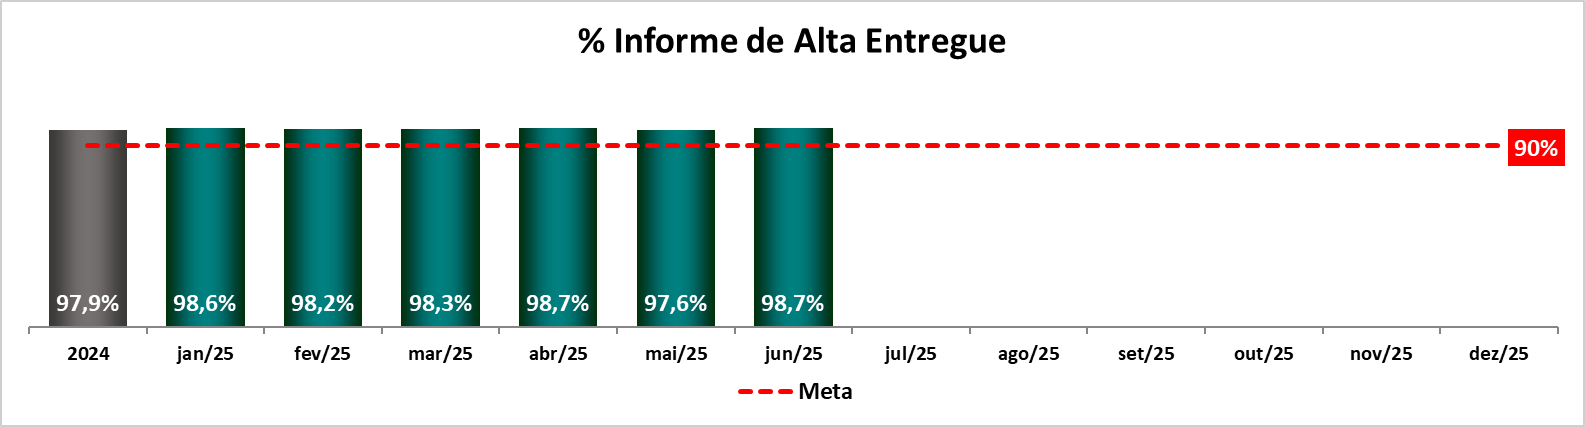 % Informe de Alta Entregue
90%
97,9% 98,6% 98,2% 98,3% 98,7% 97,6% 98,7%
2024 jan/25 fev/25 mar/25 abr/25 mai/25 jun/25 jul/25 ago/25 set/25 out/25 nov/25 dez/25
Meta